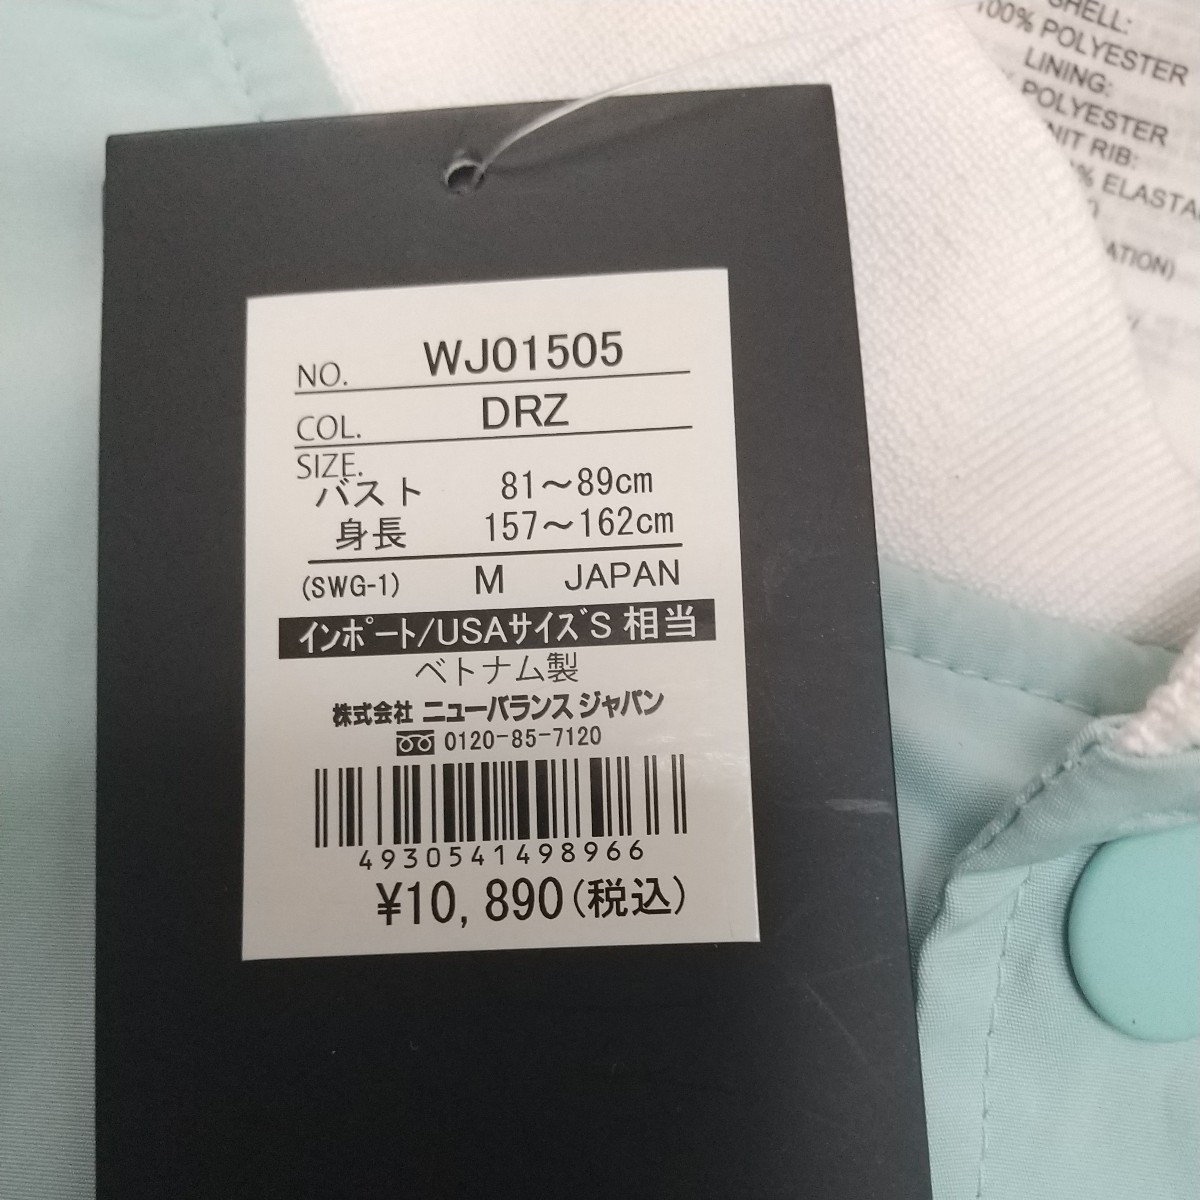 NO. WJ01505
COL. DRZ
SIZE.
バスト 81～89cm
身長 157～162cm
(SWG-1) M JAPAN
インポート/USAサイズS 相当
ベトナム製
株式会社 ニューバランス ジャパン
0120-85-7120
4930541498966
¥10,890(税込)
SHELL:
100% POLYESTER
LINING:
POLYESTER
RIB: